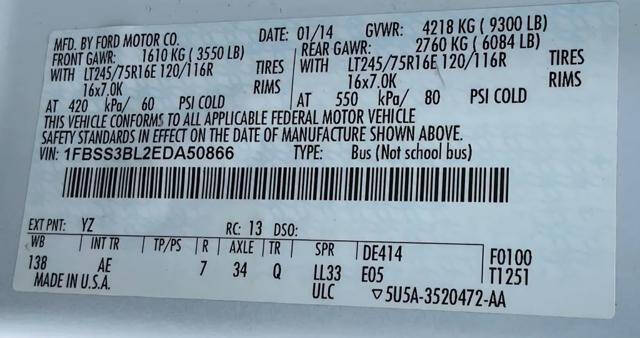 MFD. BY FORD MOTOR CO. DATE: 01/14 GVWR: 4218 KG ( 9300 LB)
FRONT GAWR: 1610 KG ( 3550 LB) REAR GAWR: 2760 KG ( 6084 LB)
WITH LT245/75R16E 120/116R TIRES WITH LT245/75R16E 120/116R TIRES
16x7.0K RIMS 16x7.0K RIMS
AT 420 kPa/ 60 PSI COLD AT 550 kPa/ 80 PSI COLD
THIS VEHICLE CONFORMS TO ALL APPLICABLE FEDERAL MOTOR VEHICLE
SAFETY STANDARDS IN EFFECT ON THE DATE OF MANUFACTURE SHOWN ABOVE.
VIN: 1FBSS3BL2EDA50866 TYPE: Bus (Not school bus)
EXT PNT: YZ RC: 13 DSO:
WB INT TR TP/PS R AXLE TR SPR DE414 F0100
138 AE 7 34 Q LL33 E05 T1251
MADE IN U.S.A. ULC ▽5U5A-3520472-AA